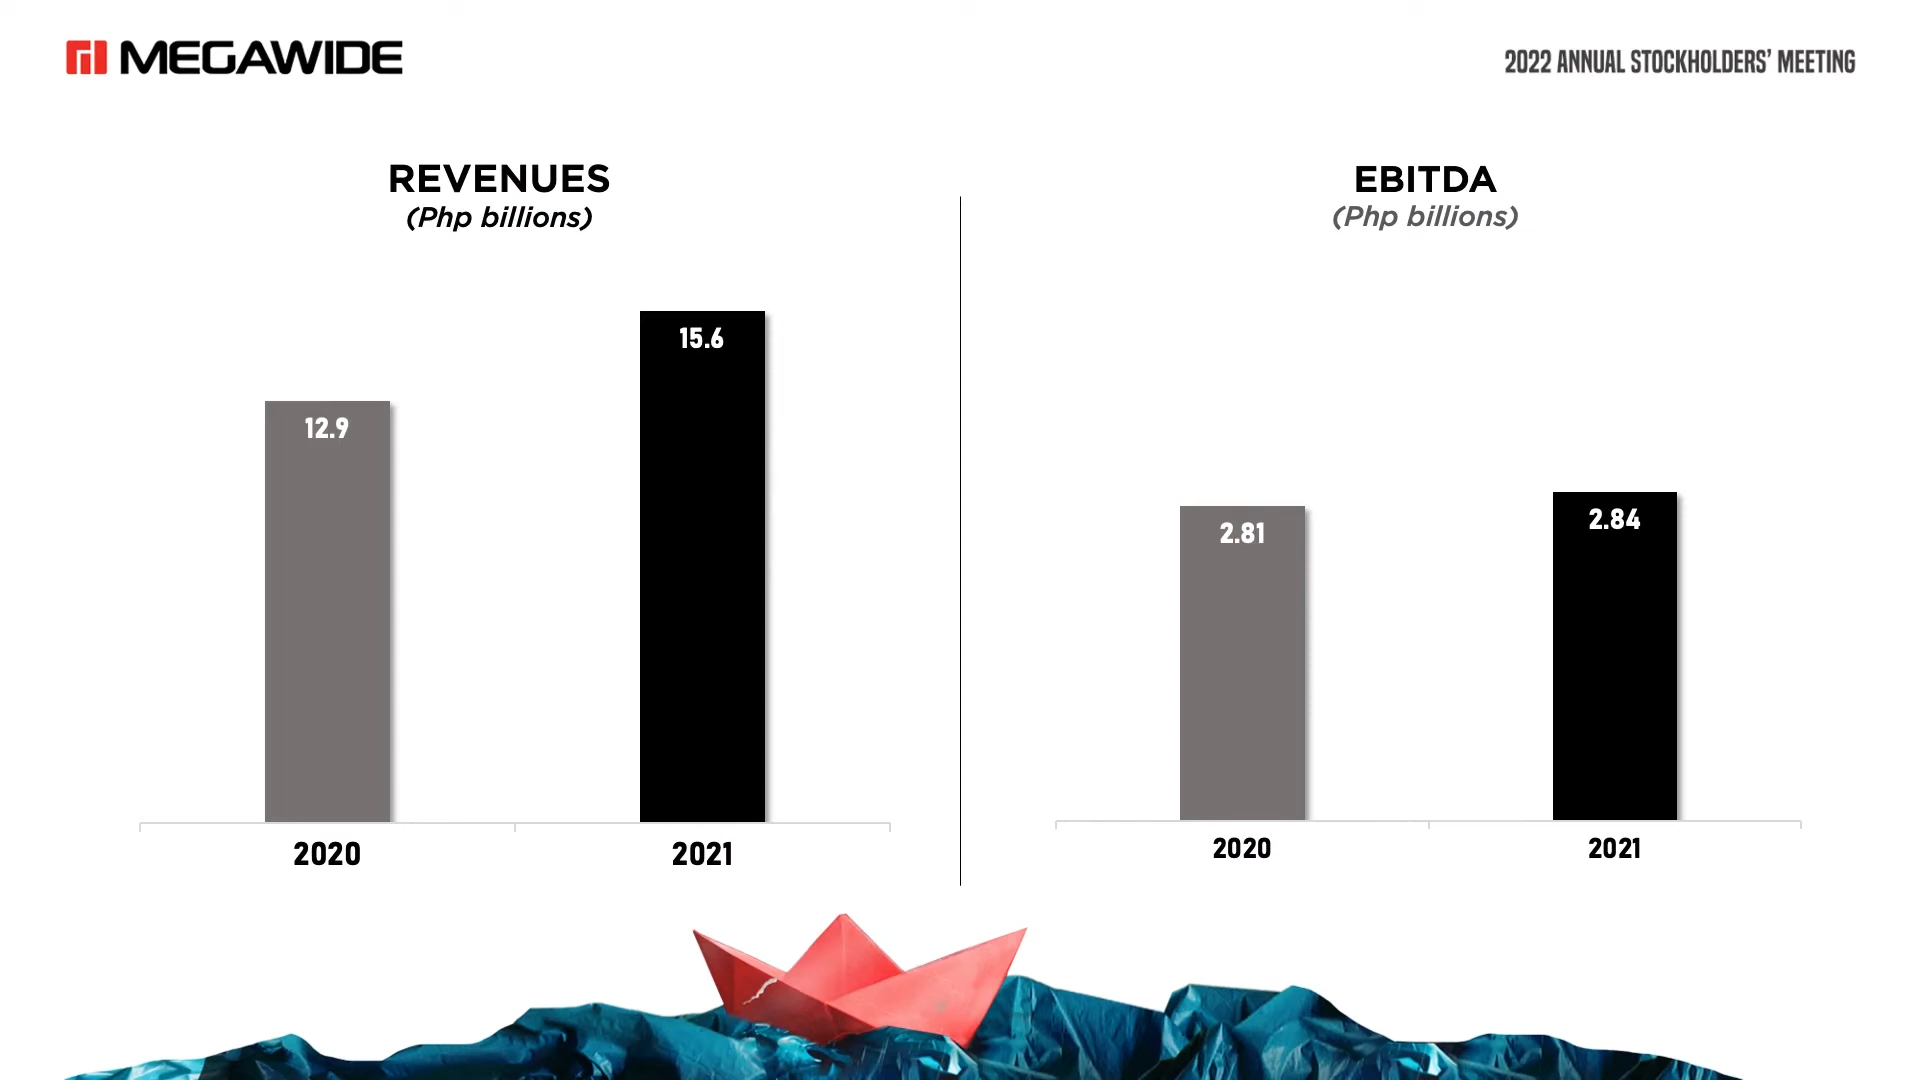 MEGAWIDE
2022 ANNUAL STOCKHOLDERS' MEETING
REVENUES
(Php billions)
15.6
12.9
2020
2021
EBITDA
(Php billions)
2.84
2.81
2020
2021